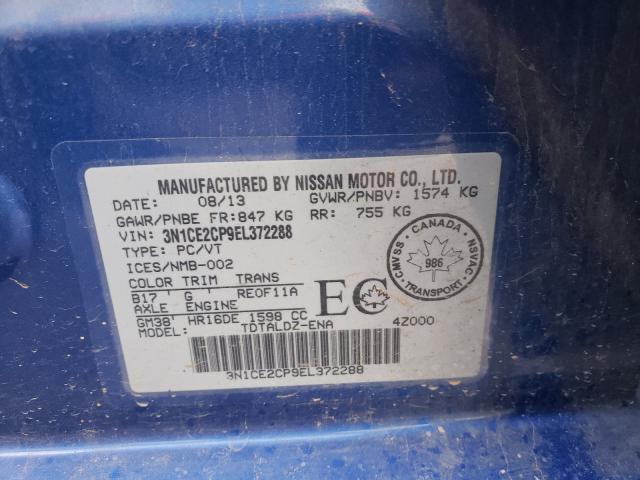 MANUFACTURED BY NISSAN MOTOR CO., LTD.
DATE: 08/13 GVWR/PNBV: 1574 KG
GAWR/PNBE FR: 847 KG RR: 755 KG
VIN: 3N1CE2CP9EL372288
TYPE: PC/VT
ICES/NMB-002
COLOR TRIM TRANS
B17 G RE0F11A
AXLE ENGINE
GM38 HR16DE 1598 CC
MODEL: TDTALDZ-ENA 4Z000
EC
CANADA
CMVSS
NSVAC
986
TRANSPORT
3N1CE2CP9EL372288